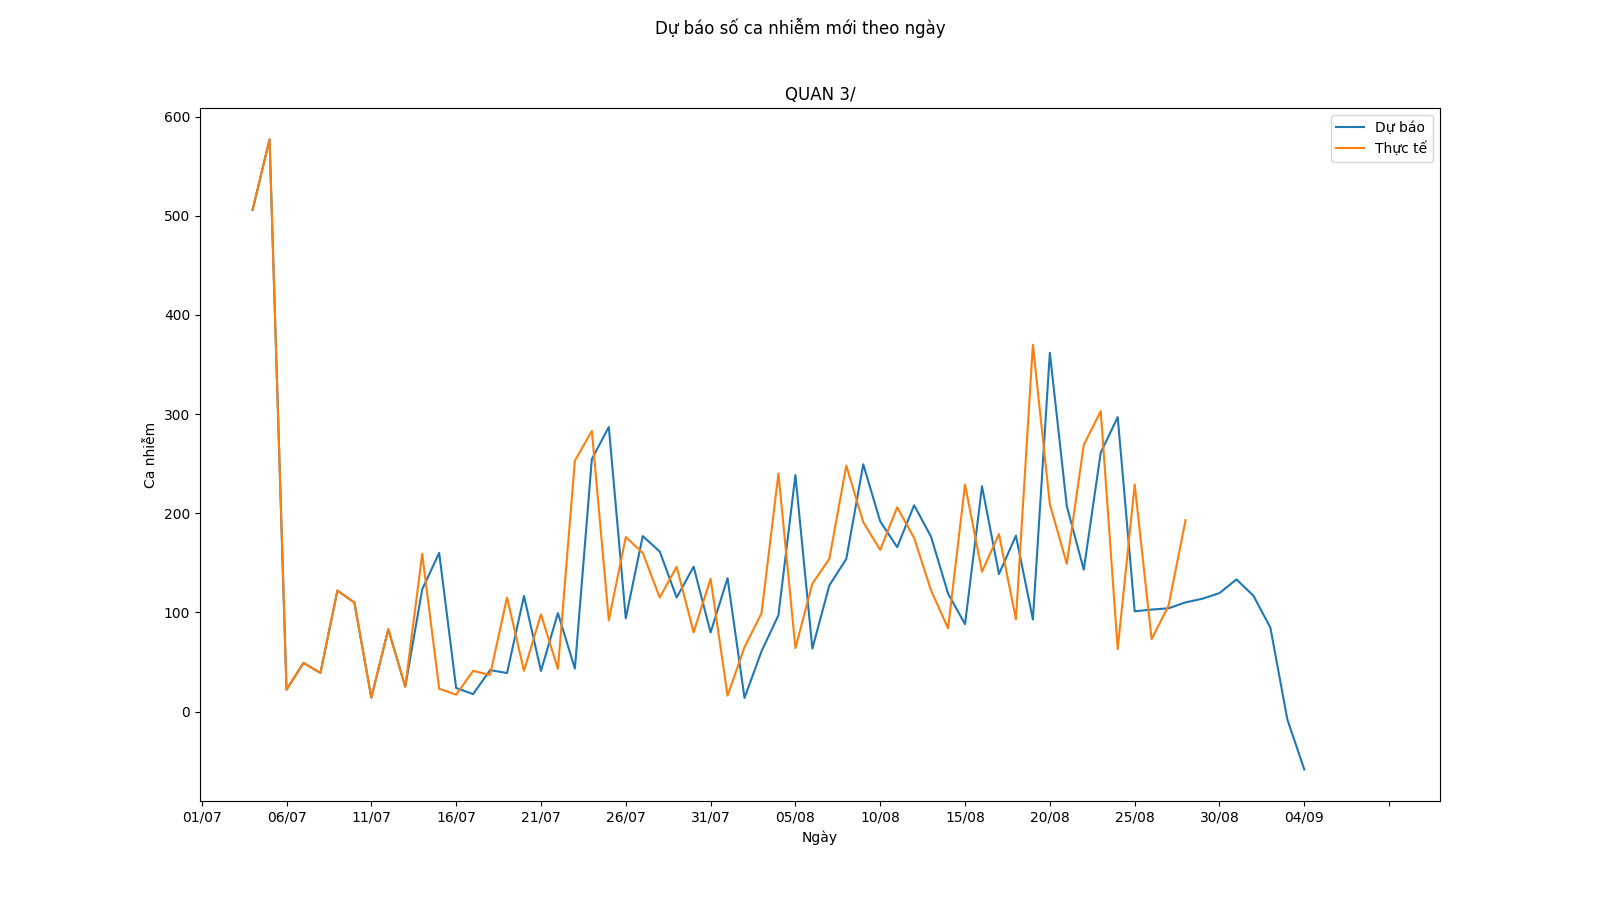 Dự báo số ca nhiễm mới theo ngày
QUAN 3/
Dự báo
Thực tế
600
500
400
300
200
100
0
Ca nhiễm
01/07 06/07 11/07 16/07 21/07 26/07 31/07 05/08 10/08 15/08 20/08 25/08 30/08 04/09
Ngày